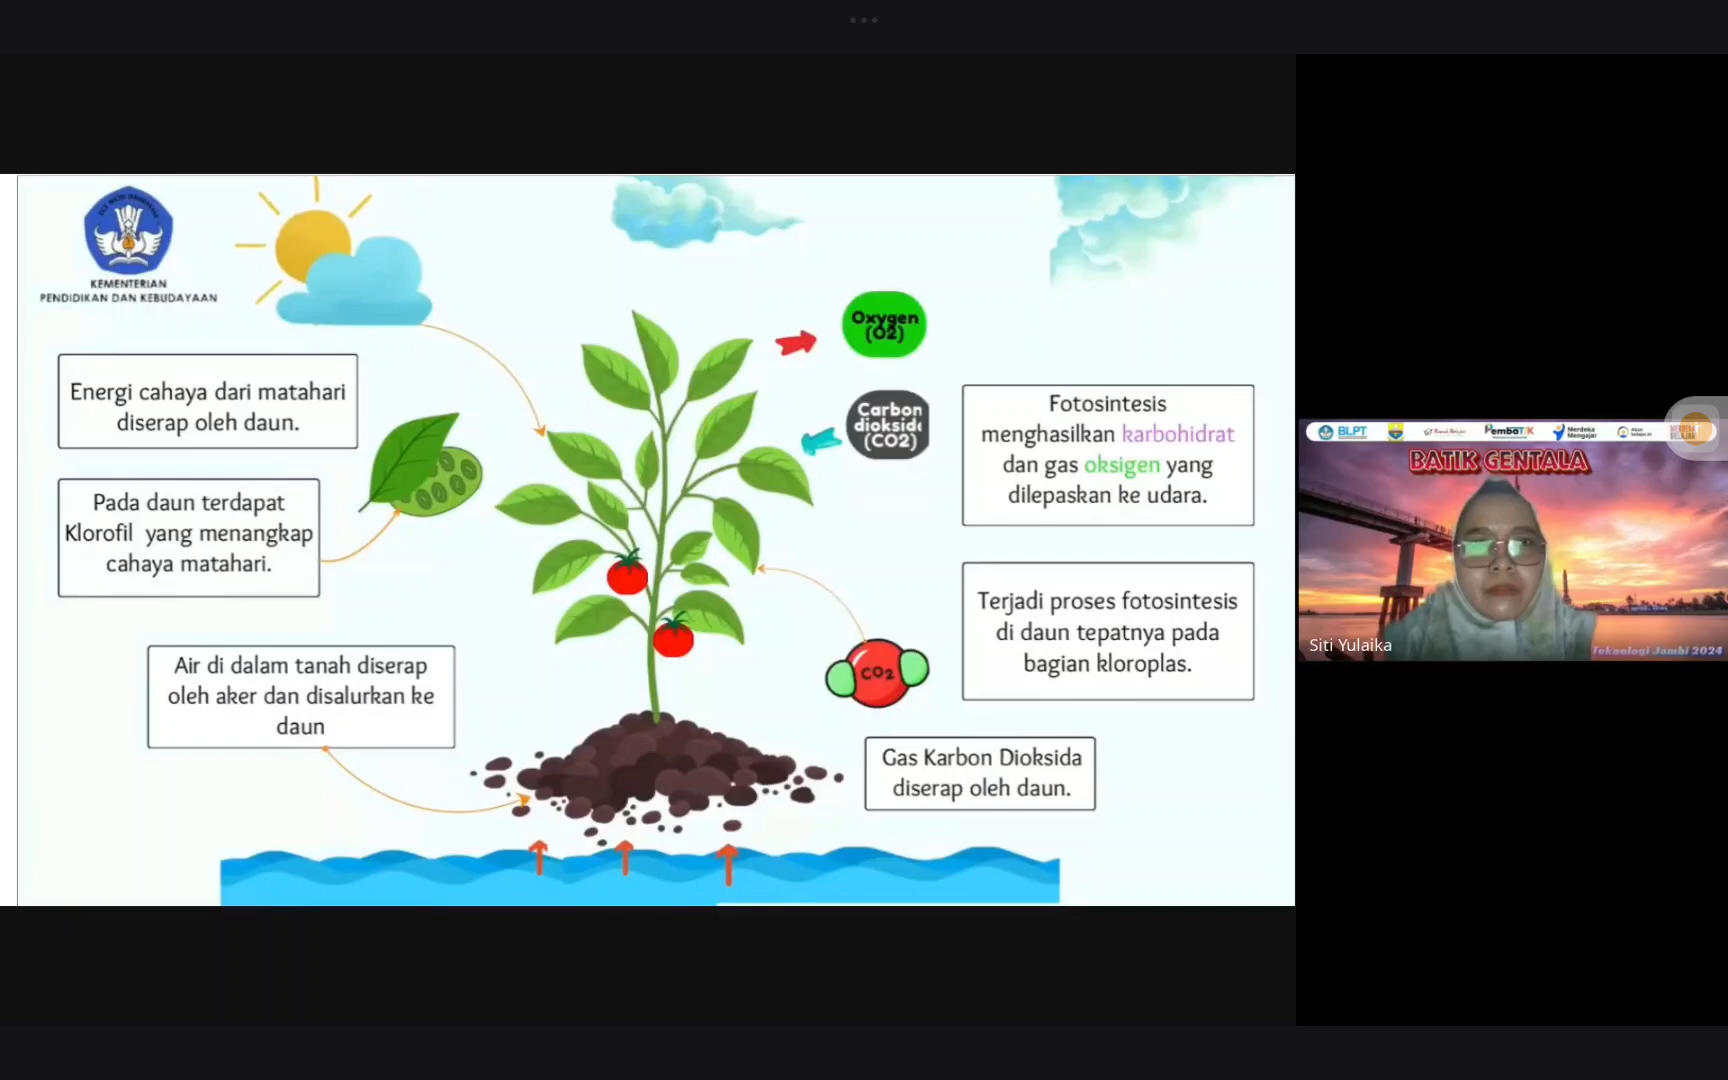 KEMENTERIAN
PENDIDIKAN DAN KEBUDAYAAN
Energi cahaya dari matahari
diserap oleh daun.
Pada daun terdapat
Klorofil yang menangkap
cahaya matahari.
Air di dalam tanah diserap
oleh aker dan disalurkan ke
daun
Oxygen
(O2)
Carbon
dioksid
(CO2)
Fotosintesis
menghasilkan karbohidrat
dan gas oksigen yang
dilepaskan ke udara.
Terjadi proses fotosintesis
di daun tepatnya pada
bagian kloroplas.
CO2
Gas Karbon Dioksida
diserap oleh daun.
BLPT
PembaTIK
Merdeka
Mengajar
BATIK GENTALA
Siti Yulaika
Teknologi Jambi 2024